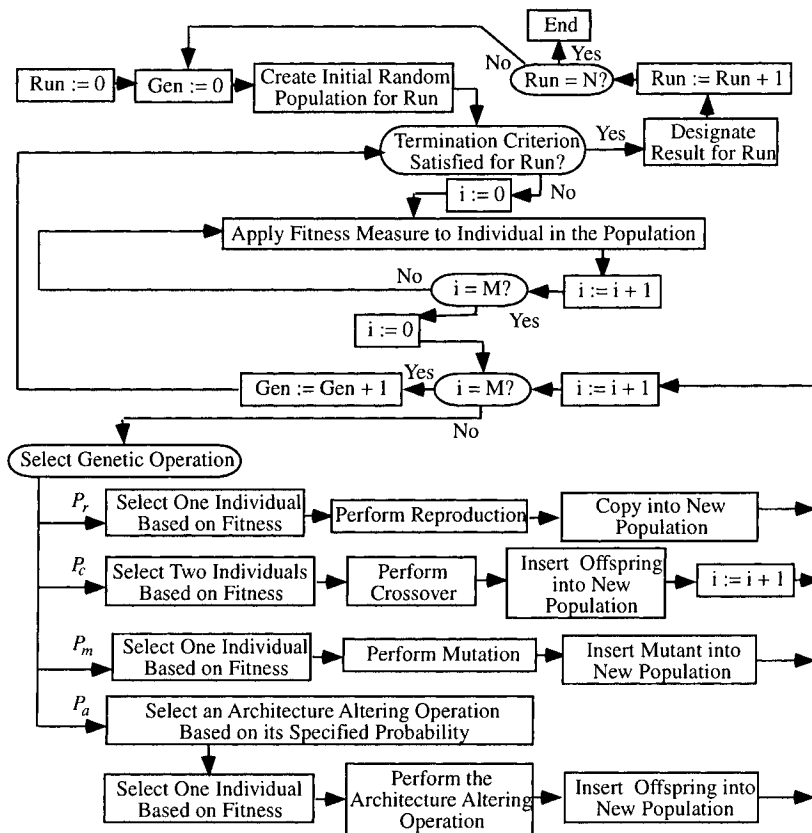 End
No
Yes
Run := 0
Gen := 0
Create Initial Random
Population for Run
Run = N?
Run := Run + 1
Termination Criterion
Satisfied for Run?
Yes
Designate
Result for Run
i := 0
No
Apply Fitness Measure to Individual in the Population
No
i = M?
i := i + 1
Yes
i := 0
Gen := Gen + 1
Yes
i = M?
i := i + 1
No
Select Genetic Operation
Pr
Select One Individual
Based on Fitness
Perform Reproduction
Copy into New
Population
Pc
Select Two Individuals
Based on Fitness
Perform
Crossover
Insert Offspring
into New
Population
i := i + 1
Pm
Select One Individual
Based on Fitness
Perform Mutation
Insert Mutant into
New Population
Pa
Select an Architecture Altering Operation
Based on its Specified Probability
Select One Individual
Based on Fitness
Perform the
Architecture Altering
Operation
Insert Offspring into
New Population